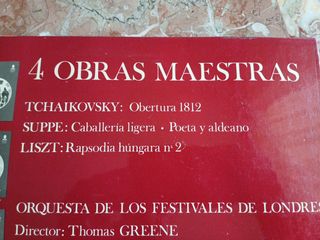 4 OBRAS MAESTRAS
TCHAIKOVSKY: Obertura 1812
SUPPE: Caballería ligera • Poeta y aldeano
LISZT: Rapsodia húngara nº 2
ORQUESTA DE LOS FESTIVALES DE LONDRES
Director: Thomas GREENE